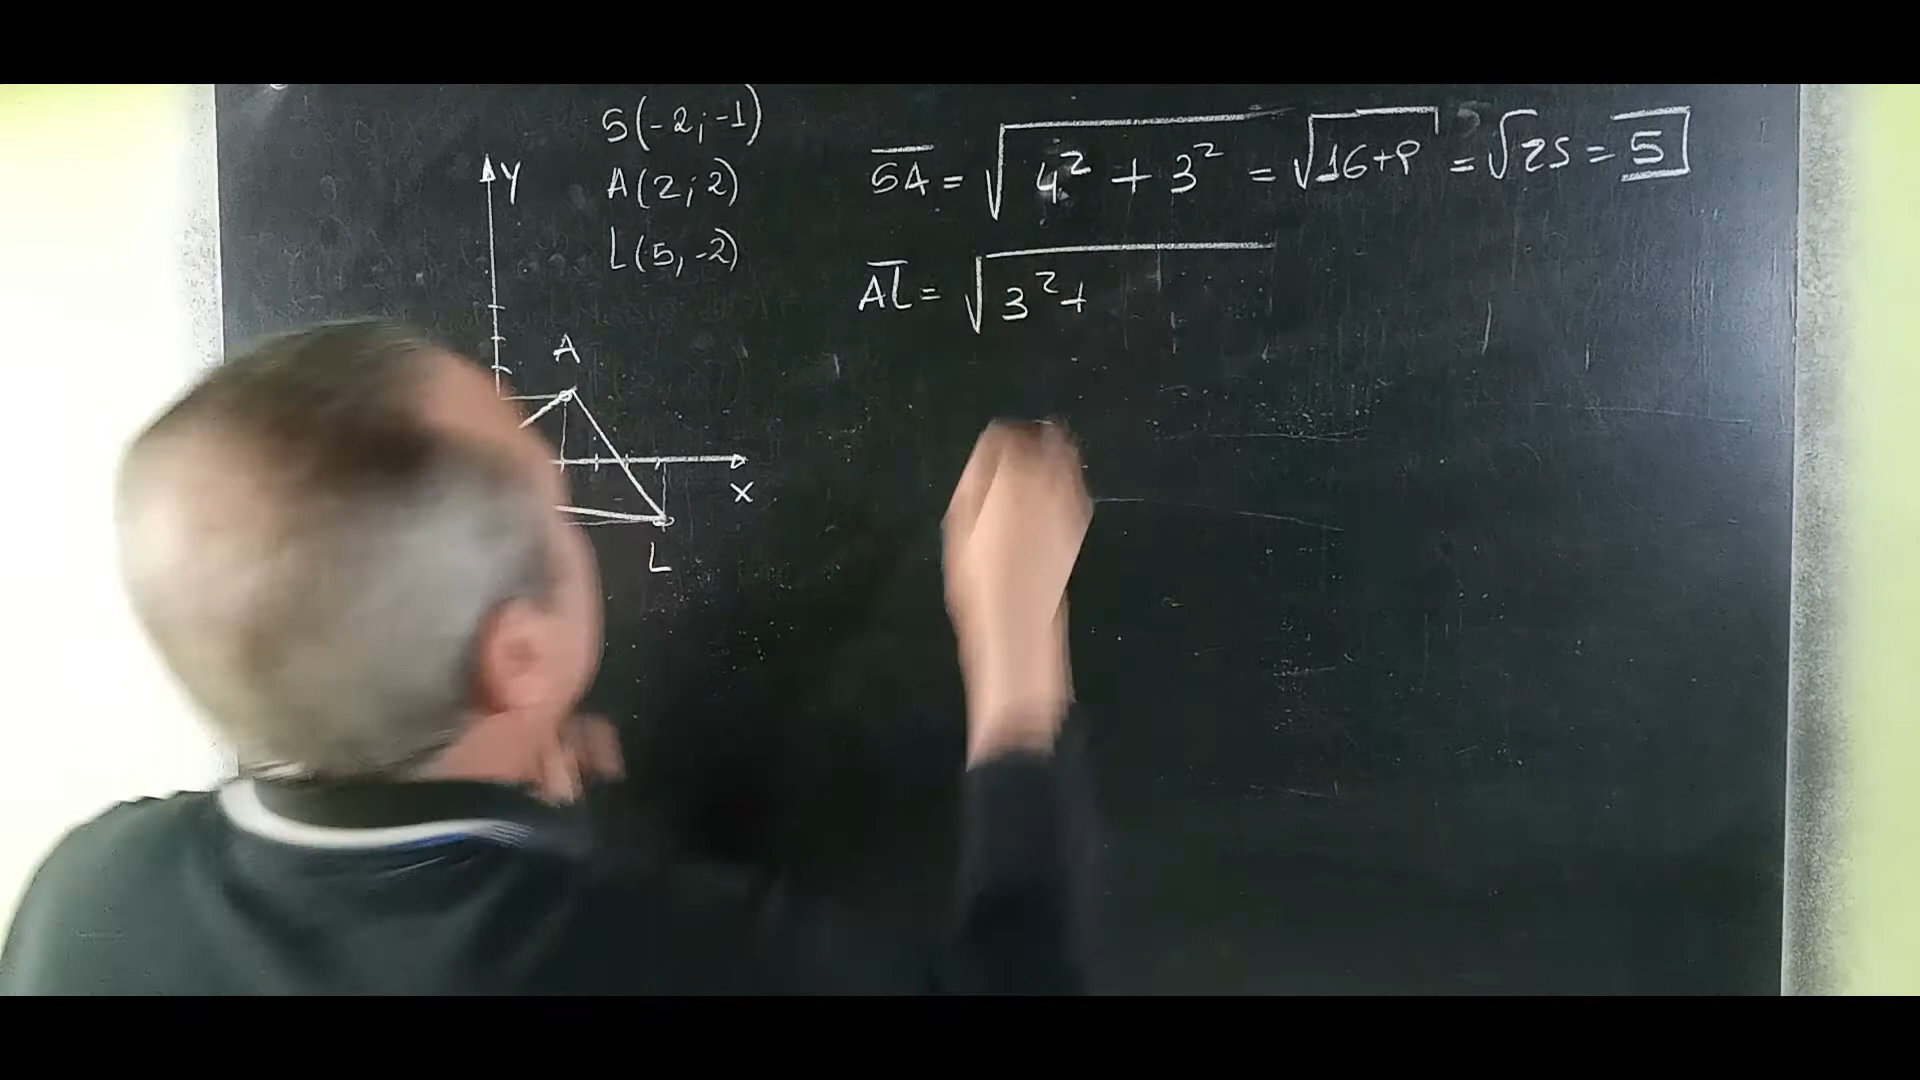 S(-2;-1)
A(2;2)
L(5,-2)
SA = √4² + 3² = √16+9 = √25 = 5
AL = √3²+
Y
A
X
L